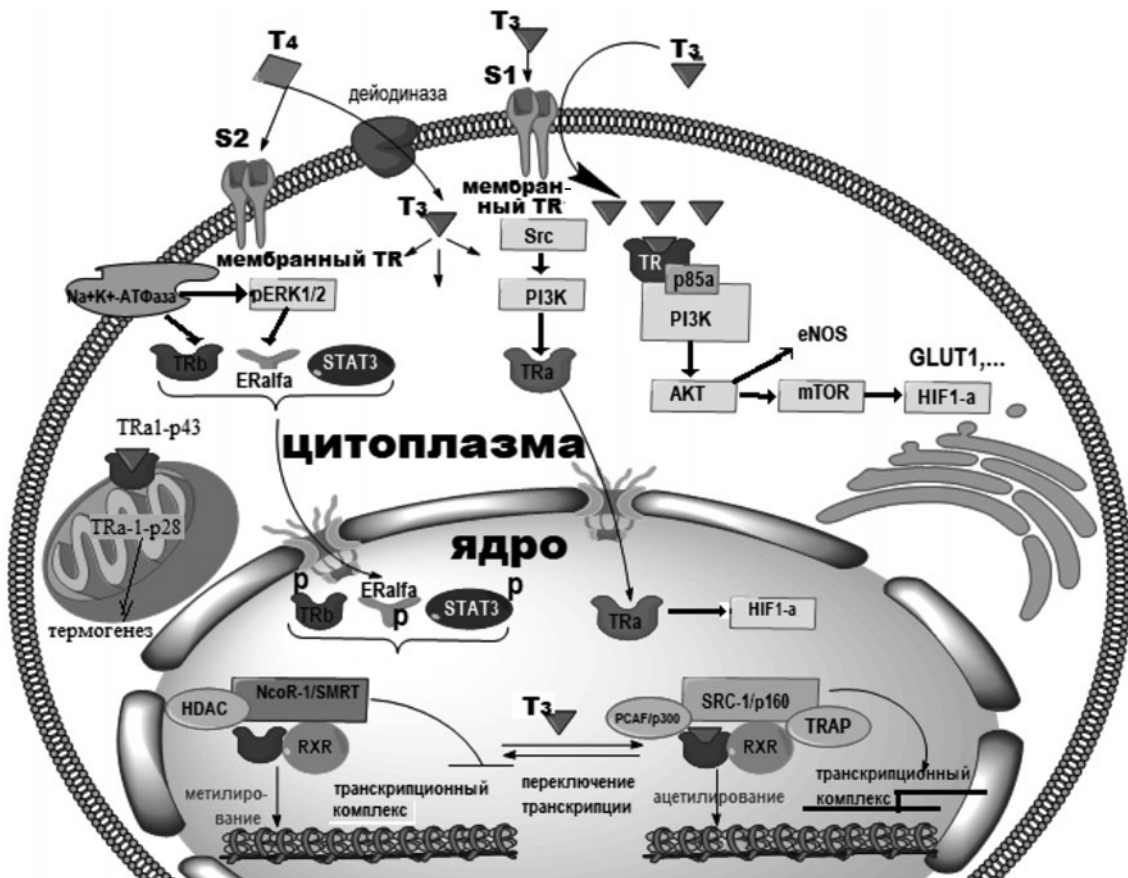 T4
T3
T3
S1
дейодиназа
S2
мембран-
ный TR
T3
Src
TR
p85a
мембранный TR
Na+K+-АТФаза
pERK1/2
PI3K
PI3K
eNOS
TRb
ERalfa
STAT3
TRa
AKT
mTOR
GLUT1,...
HIF1-a
TRa1-p43
цитоплазма
TRa-1-p28
ядро
термогенез
p
TRb
ERalfa
p
STAT3
p
TRa
HIF1-a
HDAC
NcoR-1/SMRT
RXR
T3
PCAF/p300
SRC-1/p160
RXR
TRAP
метилиро-
вание
транскрипционный
комплекс
переключение
транскрипции
ацетилирование
транскрипционный
комплекс